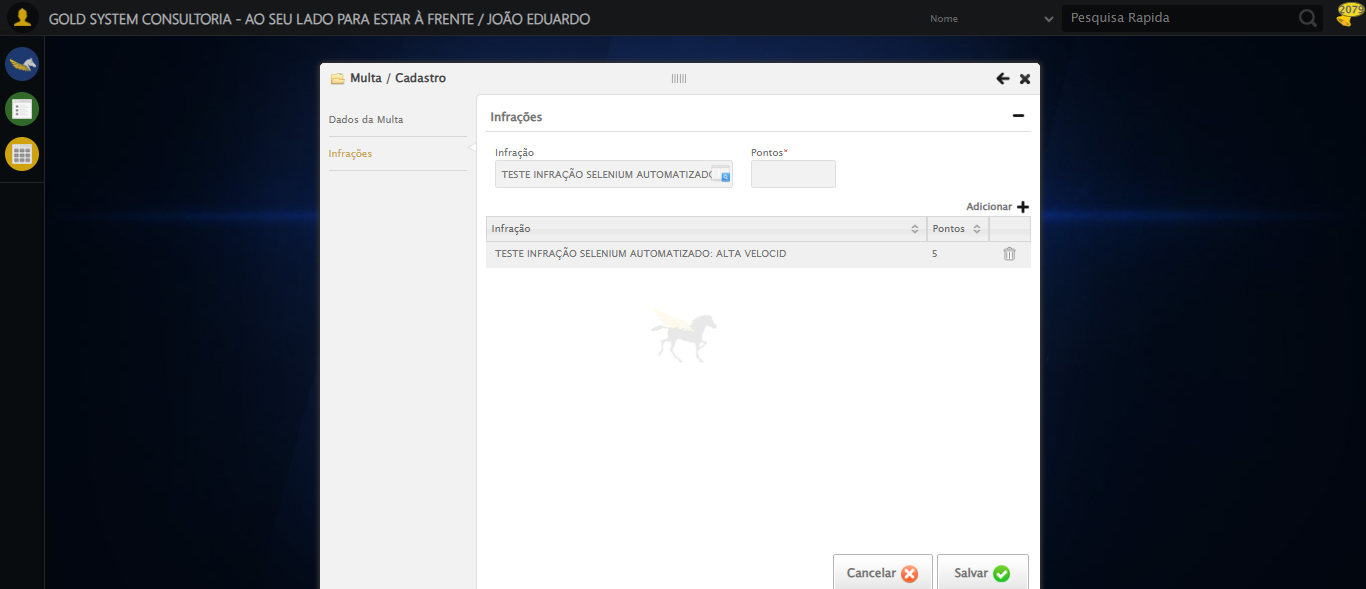 GOLD SYSTEM CONSULTORIA - AO SEU LADO PARA ESTAR À FRENTE / JOÃO EDUARDO
Nome
Pesquisa Rapida
2079
Multa / Cadastro
Dados da Multa
Infrações
Infrações
Infração
Pontos*
TESTE INFRAÇÃO SELENIUM AUTOMATIZADO
Adicionar
Infração
Pontos
TESTE INFRAÇÃO SELENIUM AUTOMATIZADO: ALTA VELOCID
5
Cancelar
Salvar